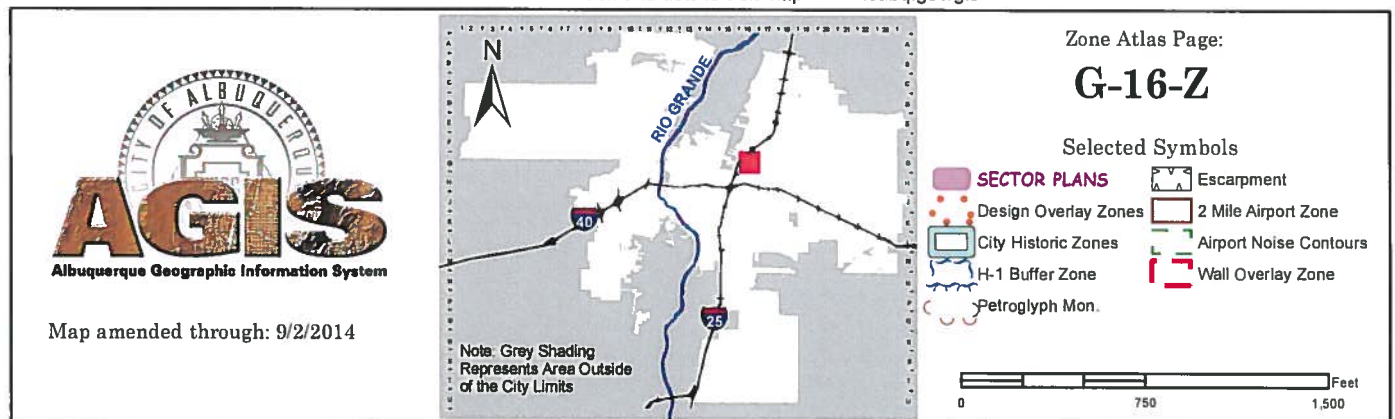 CITY OF ALBUQUERQUE
AGIS
Albuquerque Geographic Information System
Map amended through: 9/2/2014
N
RIO GRANDE
40
25
Note: Grey Shading
Represents Area Outside
of the City Limits
Zone Atlas Page:
G-16-Z
Selected Symbols
SECTOR PLANS
Escarpment
Design Overlay Zones
2 Mile Airport Zone
City Historic Zones
Airport Noise Contours
H-1 Buffer Zone
Wall Overlay Zone
Petroglyph Mon.
Feet
0 750 1,500